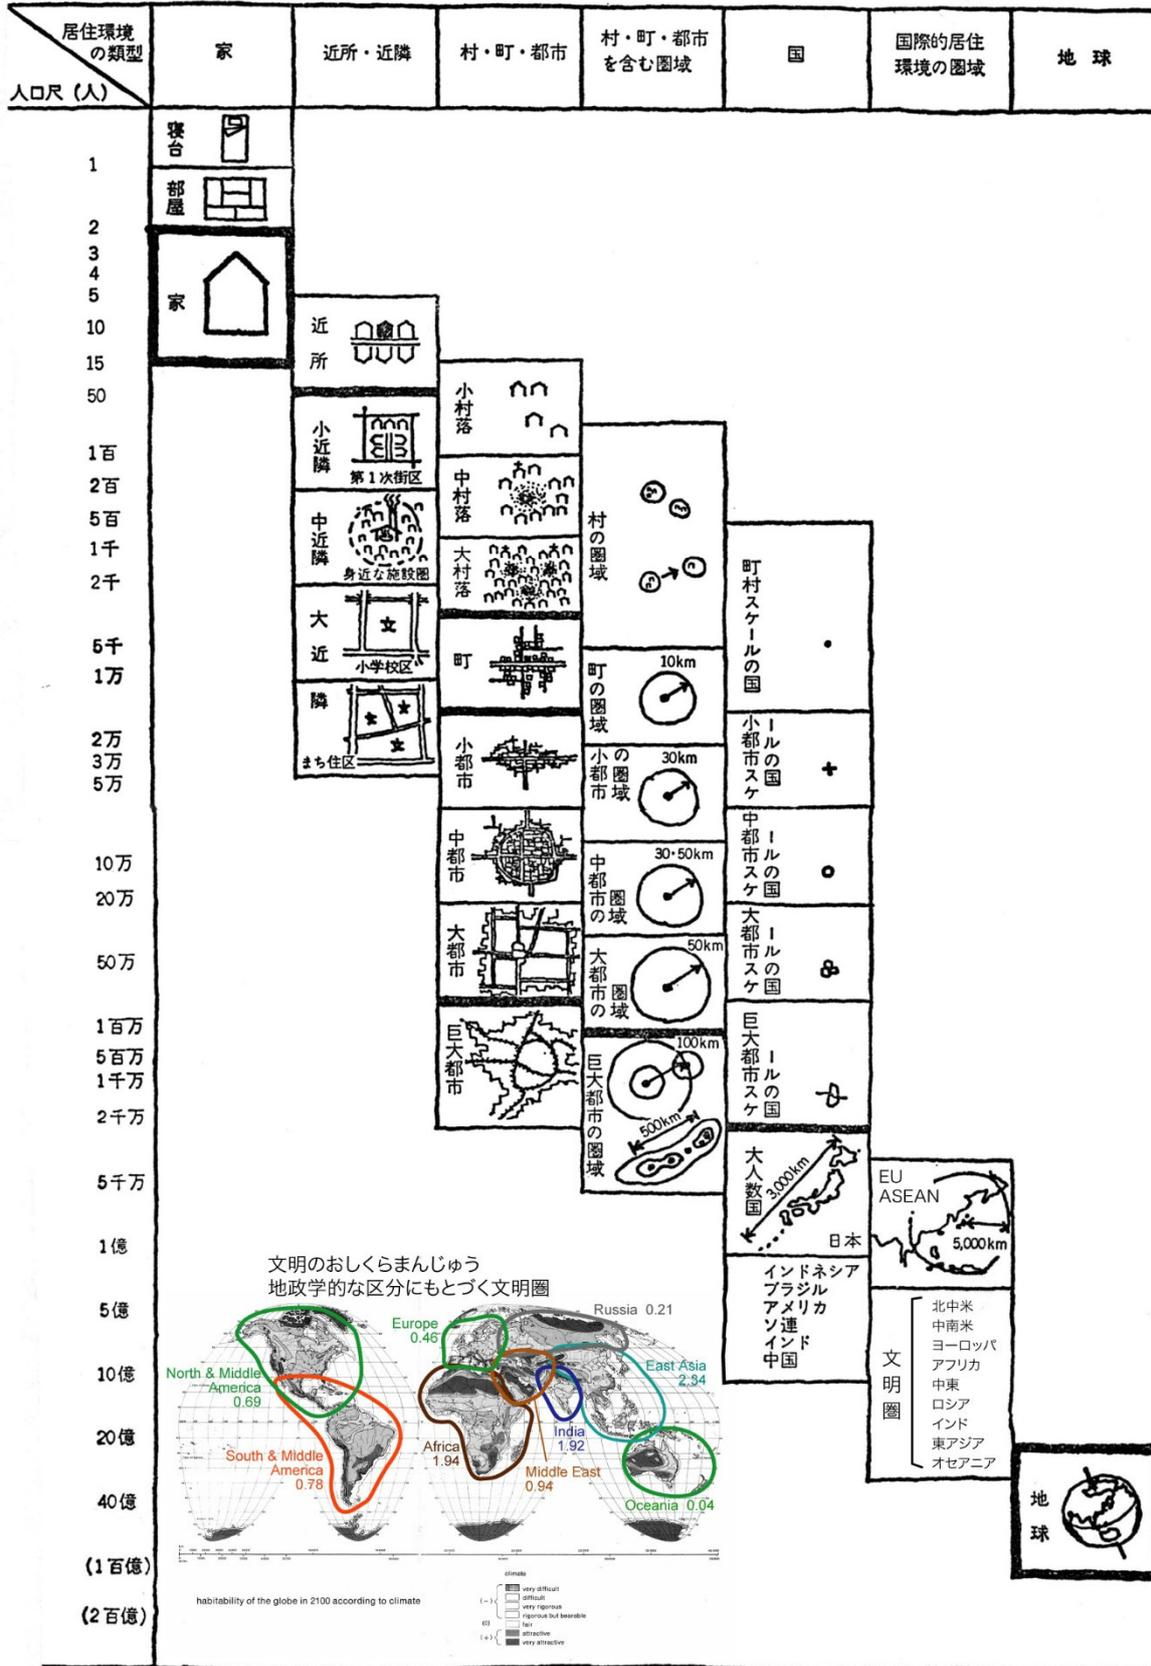 居住環境
の類型
人口尺(人)
家
近所・近隣
村・町・都市
村・町・都市
を含む圏域
国
国際的居住
環境の圏域
地球
1
2
3
4
5
10
15
50
1百
2百
5百
1千
2千
5千
1万
2万
3万
5万
10万
20万
50万
1百万
5百万
1千万
2千万
5千万
1億
5億
10億
20億
40億
(1百億)
(2百億)
寝台
部屋
家
近所
小近隣
第1次街区
中近隣
身近な施設圏
大近隣
小学校区
まち住区
小村落
中村落
大村落
町
小都市
中都市
大都市
巨大都市
村の圏域
町の圏域
10km
小都市の圏域
30km
中都市の圏域
30・50km
大都市の圏域
50km
巨大都市の圏域
100km
500km
町村スケールの国
小都市スケールの国
中都市スケールの国
大都市スケールの国
巨大都市スケールの国
大人数国
3,000km
日本
インドネシア
ブラジル
アメリカ
ソ連
インド
中国
EU
ASEAN
5,000km
文明圏
北中米
中南米
ヨーロッパ
アフリカ
中東
ロシア
インド
東アジア
オセアニア
地球
文明のおしくらまんじゅう
地政学的な区分にもとづく文明圏
Russia 0.21
Europe
0.46
North & Middle
America
0.69
East Asia
2.34
India
1.92
Africa
1.94
South & Middle
America
0.78
Middle East
0.94
Oceania 0.04
habitability of the globe in 2100 according to climate
climate
very difficult
(−)
difficult
very rigorous
rigorous but bearable
(0)
fair
(+)
attractive
very attractive